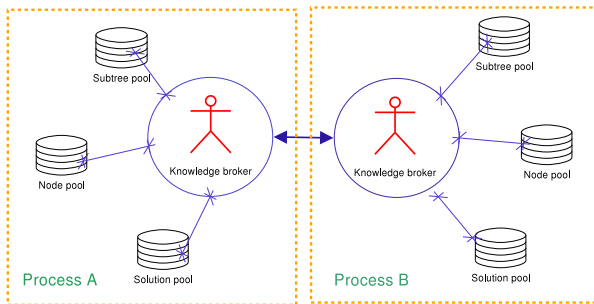 Subtree pool
Node pool
Knowledge broker
Solution pool
Process A
Subtree pool
Knowledge broker
Node pool
Solution pool
Process B